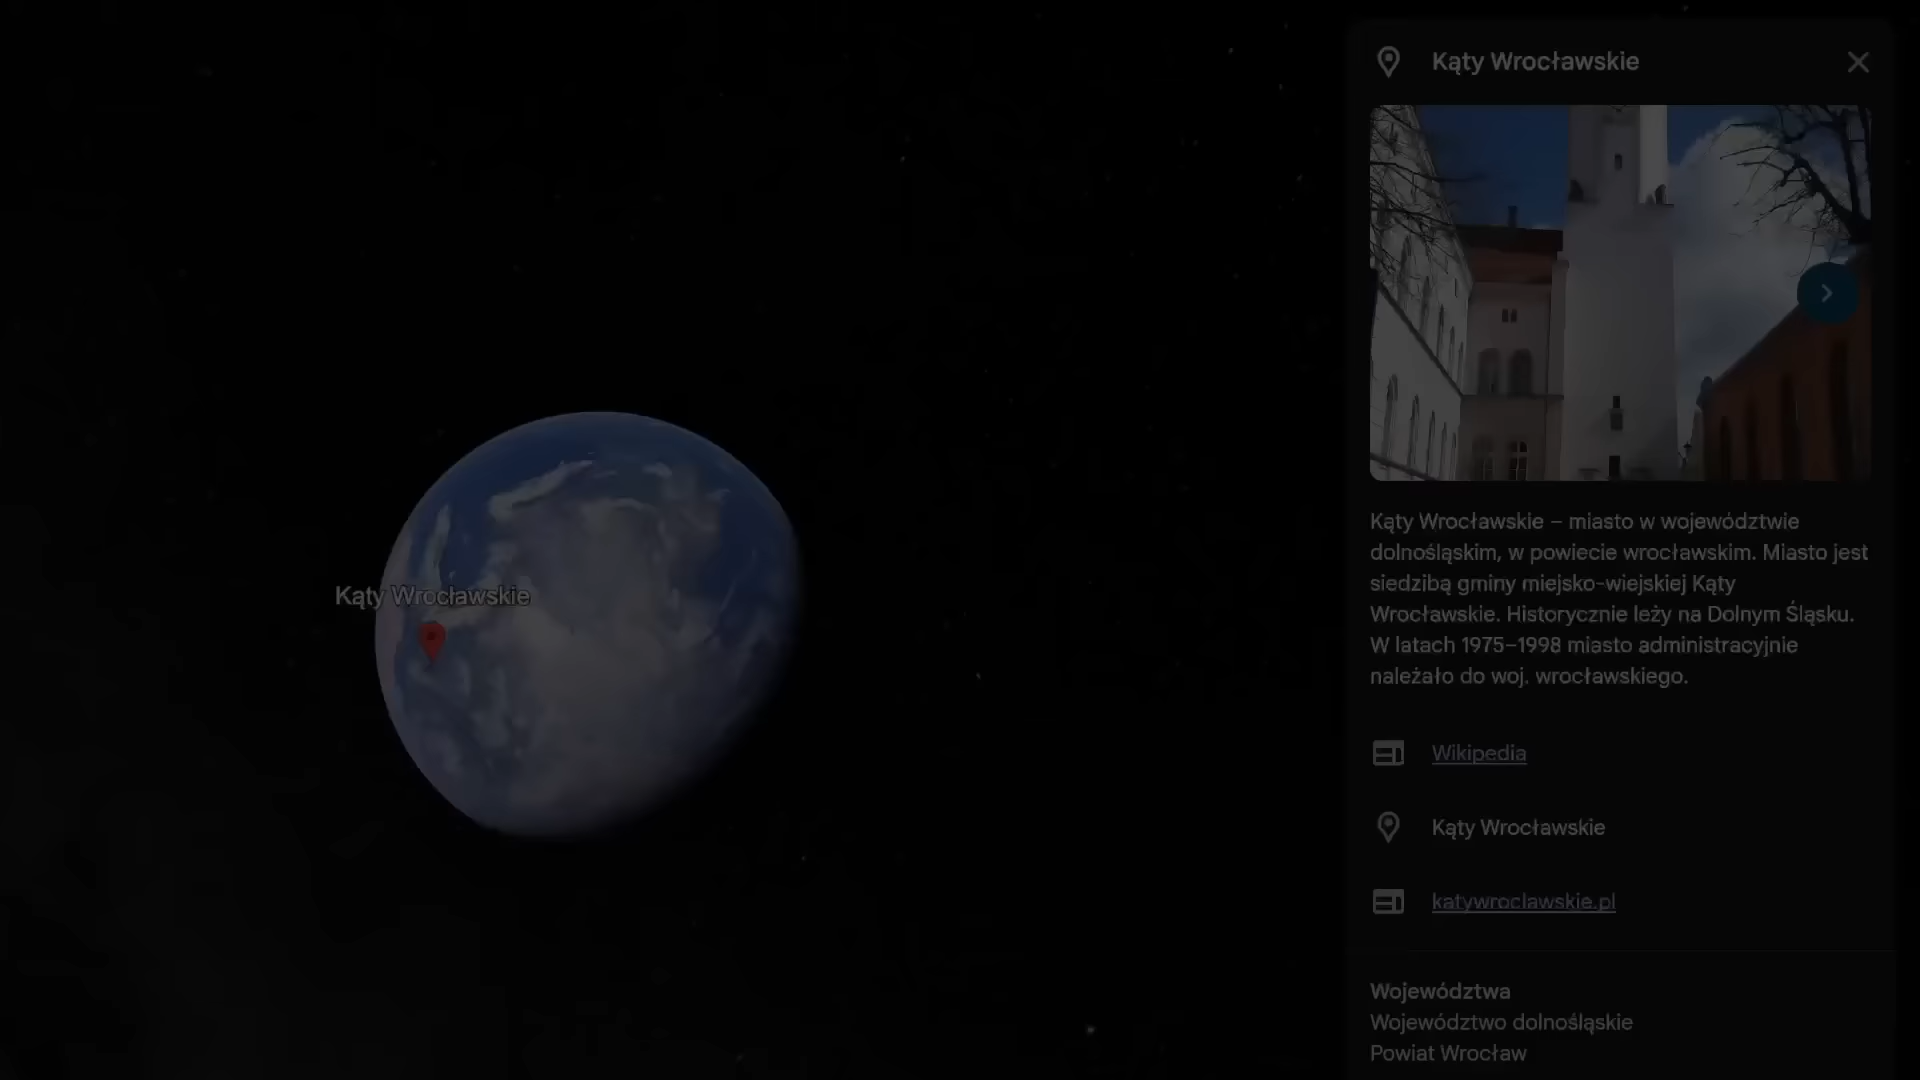 Kąty Wrocławskie
Kąty Wrocławskie
Kąty Wrocławskie – miasto w województwie
dolnośląskim, w powiecie wrocławskim. Miasto jest
siedzibą gminy miejsko-wiejskiej Kąty
Wrocławskie. Historycznie leży na Dolnym Śląsku.
W latach 1975–1998 miasto administracyjnie
należało do woj. wrocławskiego.
Wikipedia
Kąty Wrocławskie
katywroclawskie.pl
Województwa
Województwo dolnośląskie
Powiat Wrocław